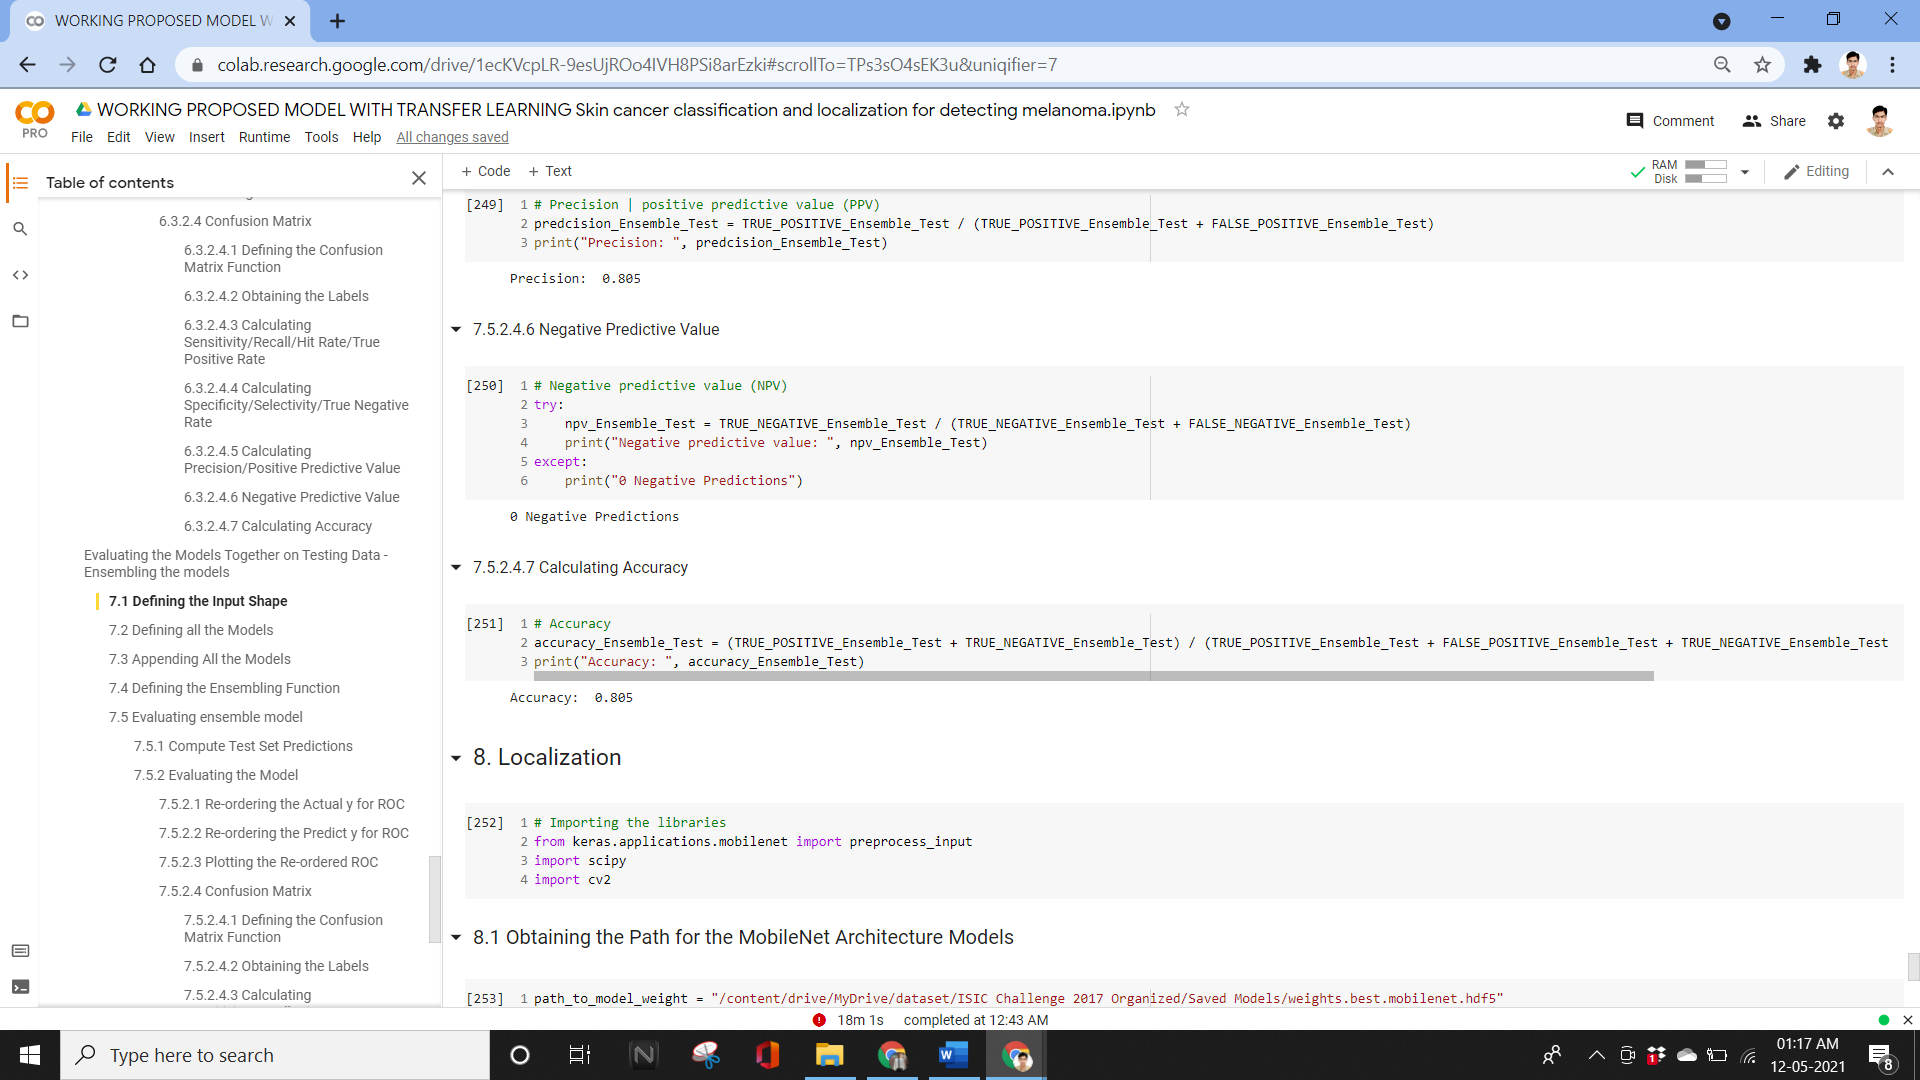 WORKING PROPOSED MODEL W
colab.research.google.com/drive/1ecKVcpLR-9esUjROo4IVH8PSi8arEzki#scrollTo=TPs3sO4sEK3u&uniqifier=7
CO
PRO
WORKING PROPOSED MODEL WITH TRANSFER LEARNING Skin cancer classification and localization for detecting melanoma.ipynb
File Edit View Insert Runtime Tools Help All changes saved
Comment
Share
+ Code + Text
RAM
Disk
Editing
Table of contents
6.3.2.4 Confusion Matrix
6.3.2.4.1 Defining the Confusion
Matrix Function
6.3.2.4.2 Obtaining the Labels
6.3.2.4.3 Calculating
Sensitivity/Recall/Hit Rate/True
Positive Rate
6.3.2.4.4 Calculating
Specificity/Selectivity/True Negative
Rate
6.3.2.4.5 Calculating
Precision/Positive Predictive Value
6.3.2.4.6 Negative Predictive Value
6.3.2.4.7 Calculating Accuracy
Evaluating the Models Together on Testing Data -
Ensembling the models
7.1 Defining the Input Shape
7.2 Defining all the Models
7.3 Appending All the Models
7.4 Defining the Ensembling Function
7.5 Evaluating ensemble model
7.5.1 Compute Test Set Predictions
7.5.2 Evaluating the Model
7.5.2.1 Re-ordering the Actual y for ROC
7.5.2.2 Re-ordering the Predict y for ROC
7.5.2.3 Plotting the Re-ordered ROC
7.5.2.4 Confusion Matrix
7.5.2.4.1 Defining the Confusion
Matrix Function
7.5.2.4.2 Obtaining the Labels
7.5.2.4.3 Calculating
[249] 1 # Precision | positive predictive value (PPV)
2 predcision_Ensemble_Test = TRUE_POSITIVE_Ensemble_Test / (TRUE_POSITIVE_Ensemble_Test + FALSE_POSITIVE_Ensemble_Test)
3 print("Precision: ", predcision_Ensemble_Test)
Precision:  0.805
7.5.2.4.6 Negative Predictive Value
[250] 1 # Negative predictive value (NPV)
2 try:
3     npv_Ensemble_Test = TRUE_NEGATIVE_Ensemble_Test / (TRUE_NEGATIVE_Ensemble_Test + FALSE_NEGATIVE_Ensemble_Test)
4     print("Negative predictive value: ", npv_Ensemble_Test)
5 except:
6     print("0 Negative Predictions")
0 Negative Predictions
7.5.2.4.7 Calculating Accuracy
[251] 1 # Accuracy
2 accuracy_Ensemble_Test = (TRUE_POSITIVE_Ensemble_Test + TRUE_NEGATIVE_Ensemble_Test) / (TRUE_POSITIVE_Ensemble_Test + FALSE_POSITIVE_Ensemble_Test + TRUE_NEGATIVE_Ensemble_Test
3 print("Accuracy: ", accuracy_Ensemble_Test)
Accuracy:  0.805
8. Localization
[252] 1 # Importing the libraries
2 from keras.applications.mobilenet import preprocess_input
3 import scipy
4 import cv2
8.1 Obtaining the Path for the MobileNet Architecture Models
[253] 1 path_to_model_weight = "/content/drive/MyDrive/dataset/ISIC Challenge 2017 Organized/Saved Models/weights.best.mobilenet.hdf5"
18m 1s completed at 12:43 AM
Type here to search
01:17 AM
12-05-2021
8